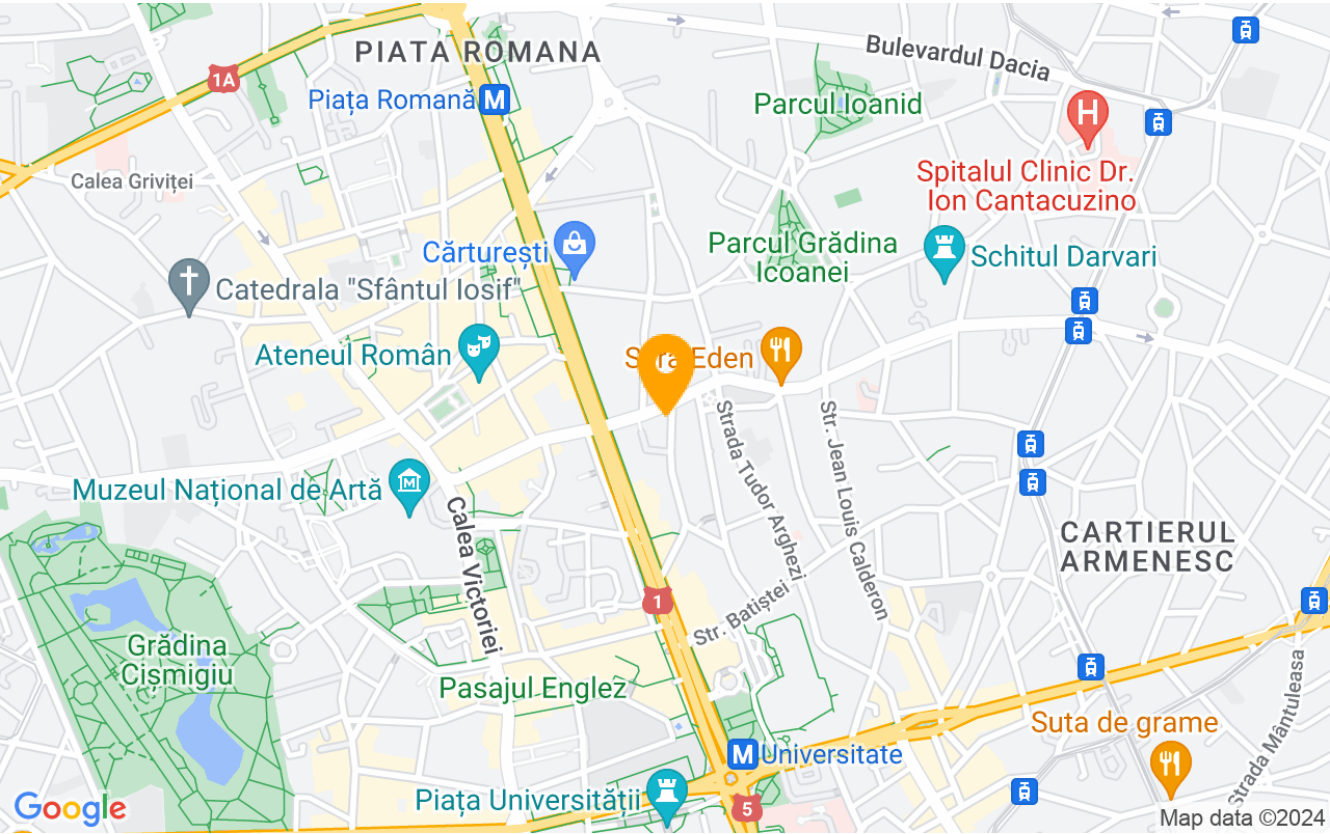 PIATA ROMANA
Bulevardul Dacia
1A
Piața Romană M
Parcul Ioanid
H
Calea Griviței
Spitalul Clinic Dr.
Ion Cantacuzino
Cărturești
Parcul Grădina
Icoanei
Schitul Darvari
Catedrala "Sfântul Iosif"
Ateneul Român
Eden
Strada Tudor Arghezi
Str. Jean Louis Calderon
Muzeul Național de Artă
M
Calea Victoriei
CARTIERUL
ARMENESC
1
Str. Batiștei
Grădina
Cișmigiu
Pasajul Englez
Strada Mântuleasa
Suta de grame
M Universitate
Piața Universității
5
Google
Map data ©2024